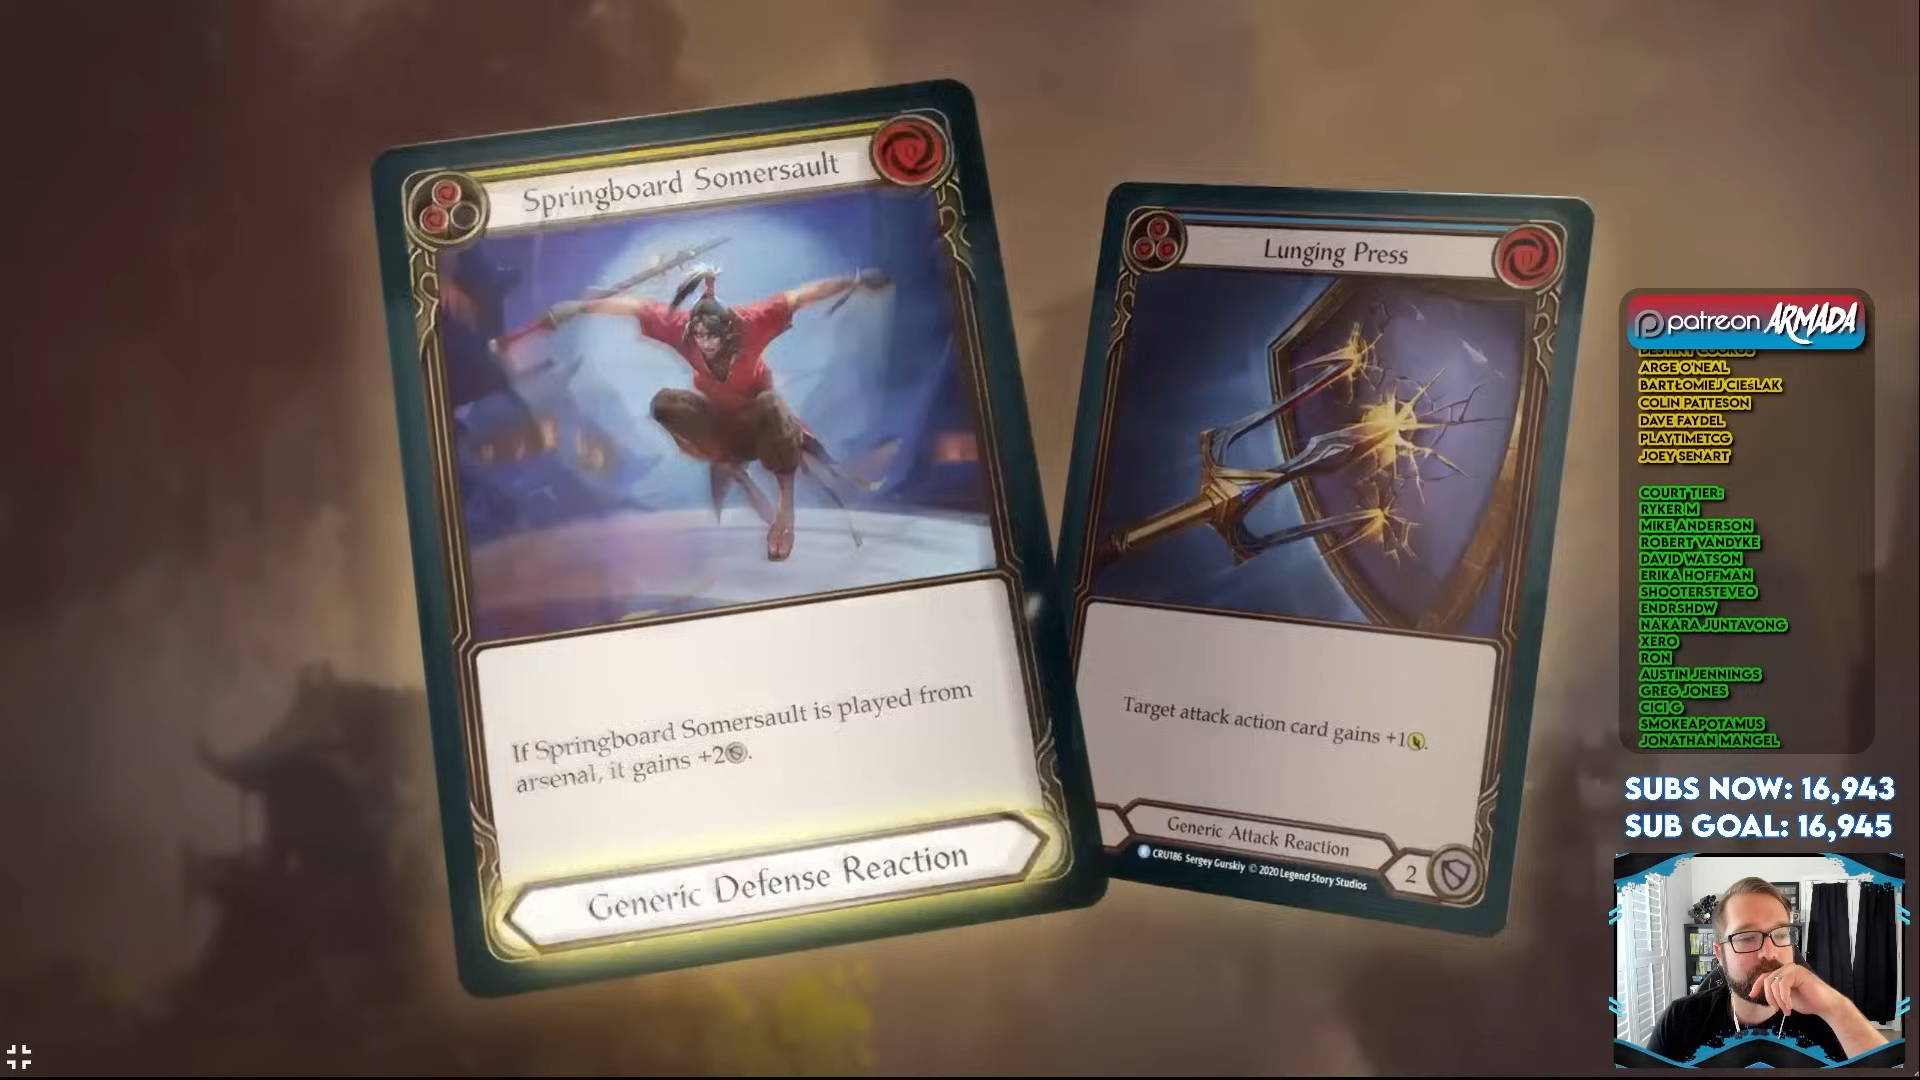 Springboard Somersault
0
If Springboard Somersault is played from
arsenal, it gains +2
Generic Defense Reaction
Lunging Press
0
Target attack action card gains +1
Generic Attack Reaction
2
R CRU186 Sergey Gurskiy © 2020 Legend Story Studios
patreon ARMADA
ARGE O'NEAL
BARTŁOMIEJ CIEŚLAK
COLIN PATTESON
DAVE FAYDEL
PLAYTIMETCG
JOEY SENART
COURT TIER:
RYKER M
MIKE ANDERSON
ROBERT VANDYKE
DAVID WATSON
ERIKA HOFFMAN
SHOOTERSTEVEO
ENDRSHDW
NAKARA JUNTAVONG
XERO
RON
AUSTIN JENNINGS
GREG JONES
CICI G
SMOKEAPOTAMUS
JONATHAN MANGEL
SUBS NOW: 16,943
SUB GOAL: 16,945